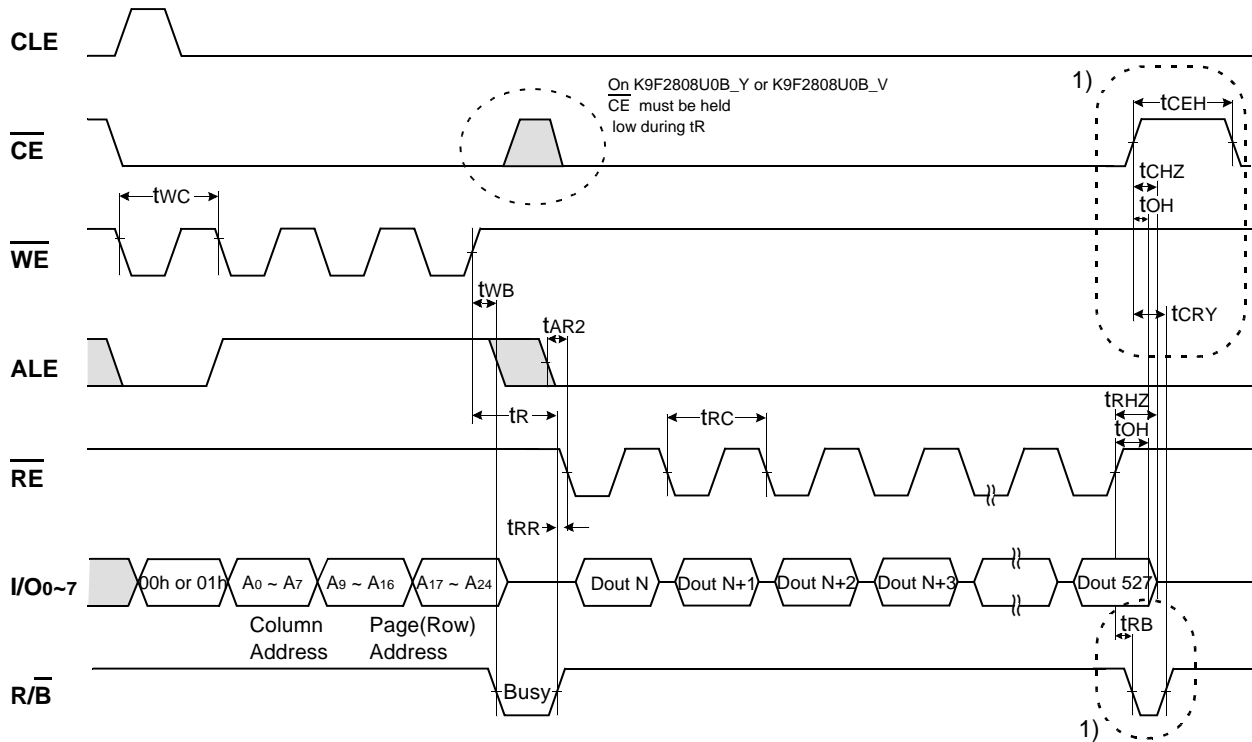 CLE
On K9F2808U0B_Y or K9F2808U0B_V
CE must be held
low during tR
1)
tCEH
CE
tCHZ
tOH
tWC
WE
tWB
tCRY
tAR2
ALE
tR
tRC
tRHZ
tOH
RE
tRR
I/O0~7
00h or 01h
A0 ~ A7
A9 ~ A16
A17 ~ A24
Dout N
Dout N+1
Dout N+2
Dout N+3
Dout 527
Column
Address
Page(Row)
Address
tRB
R/B
Busy
1)